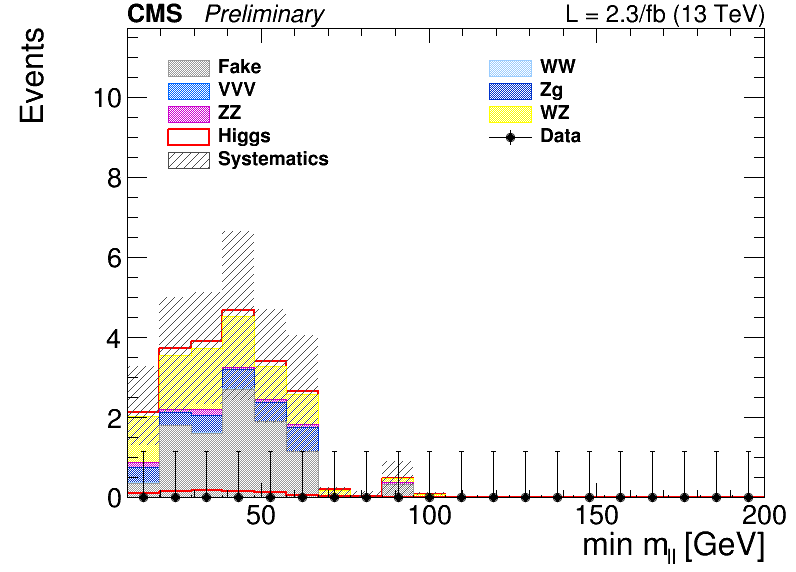 CMS Preliminary L = 2.3/fb (13 TeV)
Events
Fake WW
VVV Zg
ZZ WZ
Higgs Data
Systematics
10
8
6
4
2
0
50 100 150 200
min m_ll [GeV]